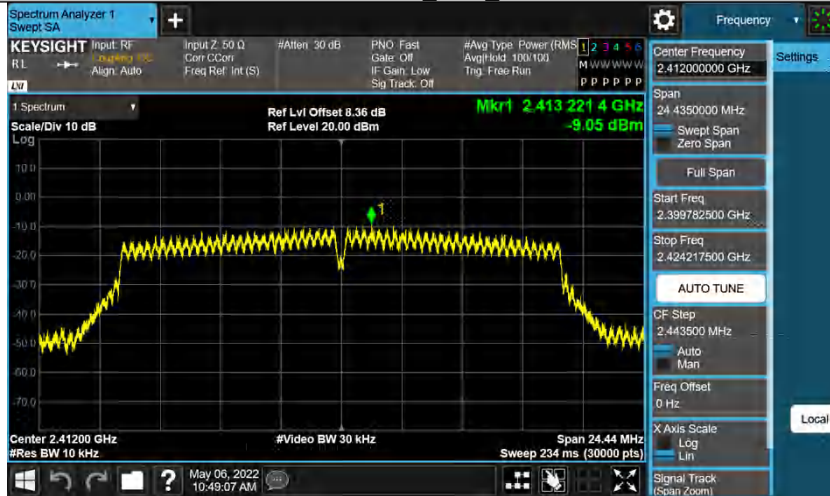 Spectrum Analyzer 1
Swept SA
+
Frequency
KEYSIGHT
RL
Input: RF
Align: Auto
Input Z: 50 Ω
Corr CCorr
Freq Ref: Int (S)
#Atten: 30 dB
PNO: Fast
Gate: Off
IF Gain: Low
Sig Track: Off
#Avg Type: Power (RMS
Avg|Hold: 100/100
Trig: Free Run
1 2 3 4 5 6
M W W W W W
P P P P P P
LXI
1 Spectrum
Scale/Div 10 dB
Log
Ref Lvl Offset 8.36 dB
Ref Level 20.00 dBm
Mkr1 2.413 221 4 GHz
-9.05 dBm
10.0
0.00
-10.0
-20.0
-30.0
-40.0
-50.0
-60.0
-70.0
1
Center 2.41200 GHz
#Res BW 10 kHz
#Video BW 30 kHz
Span 24.44 MHz
Sweep 234 ms (30000 pts)
Center Frequency
2.412000000 GHz
Settings
Span
24.4350000 MHz
Swept Span
Zero Span
Full Span
Start Freq
2.399782500 GHz
Stop Freq
2.424217500 GHz
AUTO TUNE
CF Step
2.443500 MHz
Auto
Man
Freq Offset
0 Hz
X Axis Scale
Log
Lin
Local
Signal Track
(Span Zoom)
?
May 06, 2022
10:49:07 AM